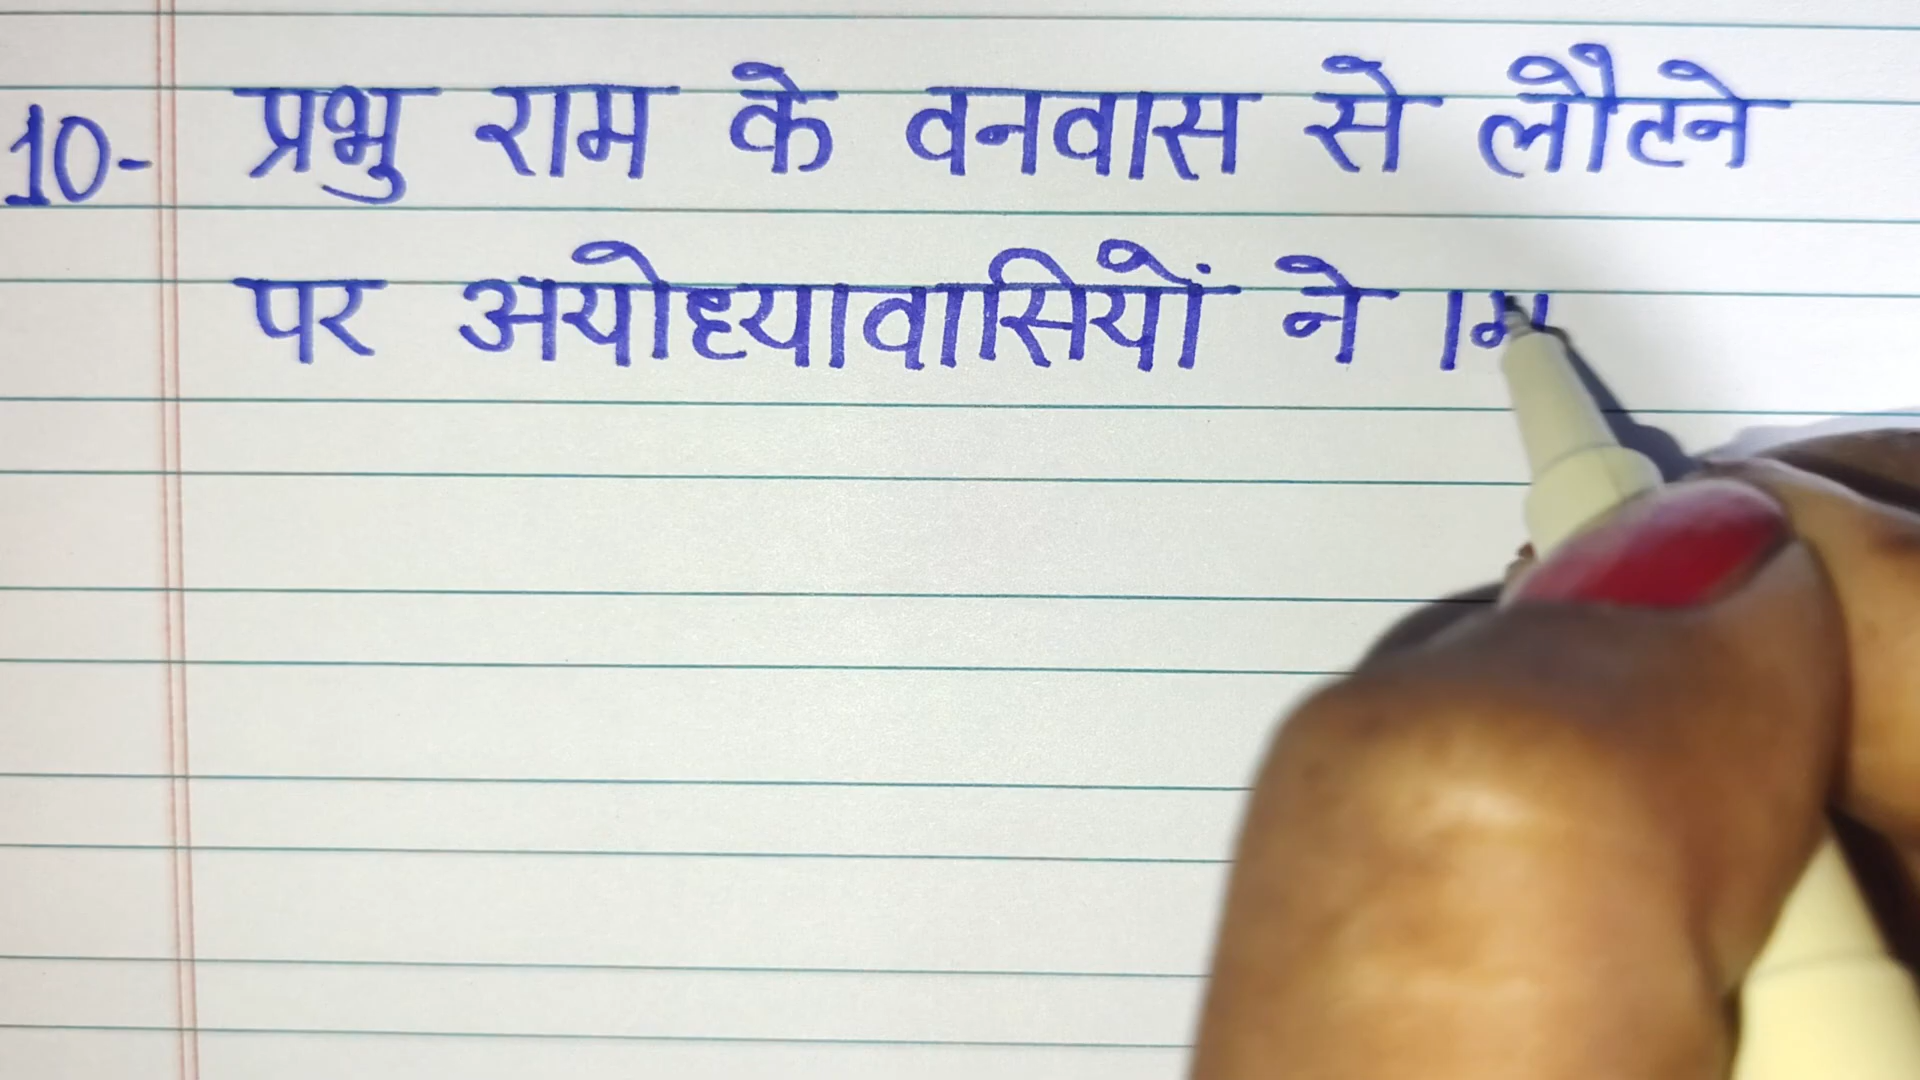 10- प्रभु राम के वनवास से लौटने
पर अयोध्यावासियों ने